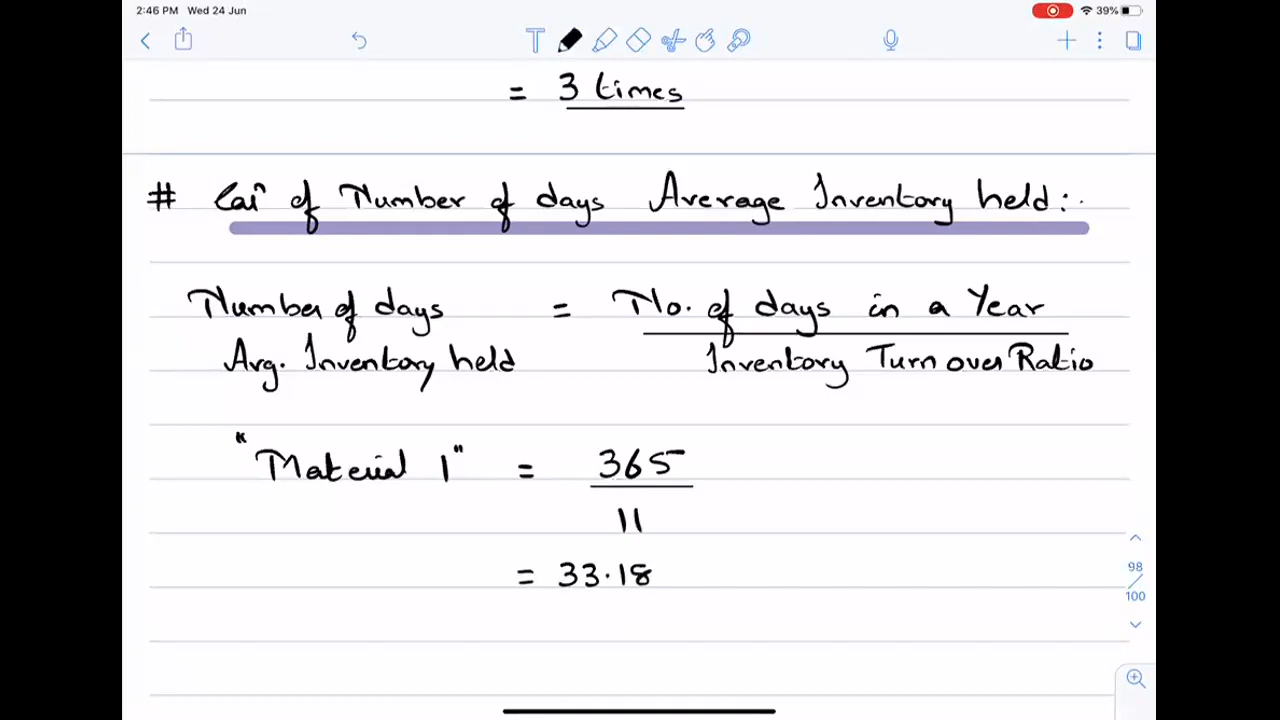 2:46 PM Wed 24 Jun
39%
T
= 3 times
# Caln of Number of days Average Inventory held:-
Number of days = No. of days in a Year
Avg. Inventory held Inventory Turn over Ratio
"Material 1" = 365
11
= 33.18
98
100